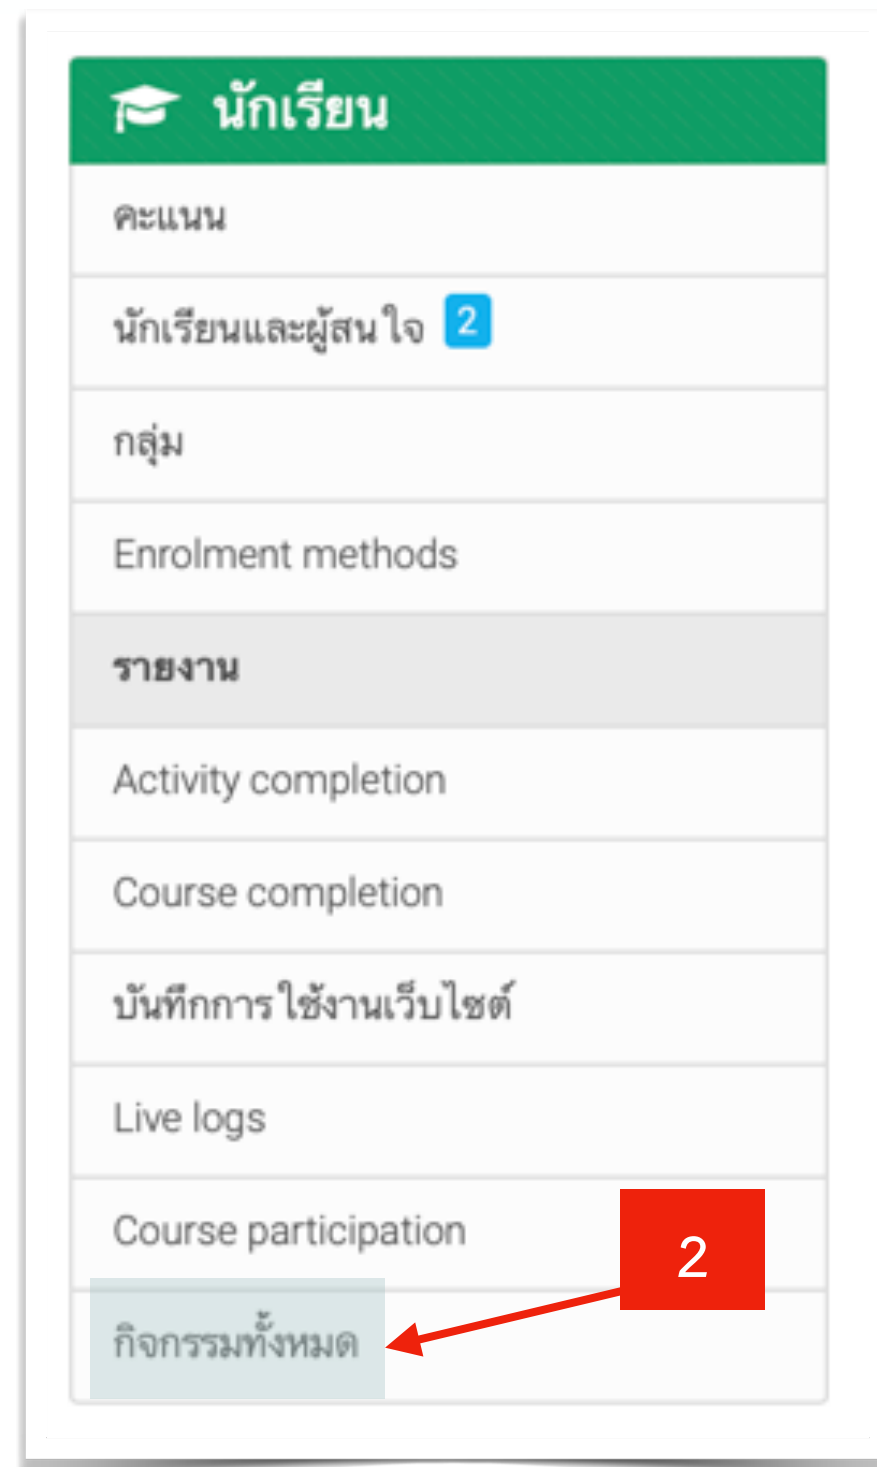 นักเรียน
คะแนน
นักเรียนและผู้สนใจ 2
กลุ่ม
Enrolment methods
รายงาน
Activity completion
Course completion
บันทึกการใช้งานเว็บไซต์
Live logs
Course participation
2
กิจกรรมทั้งหมด